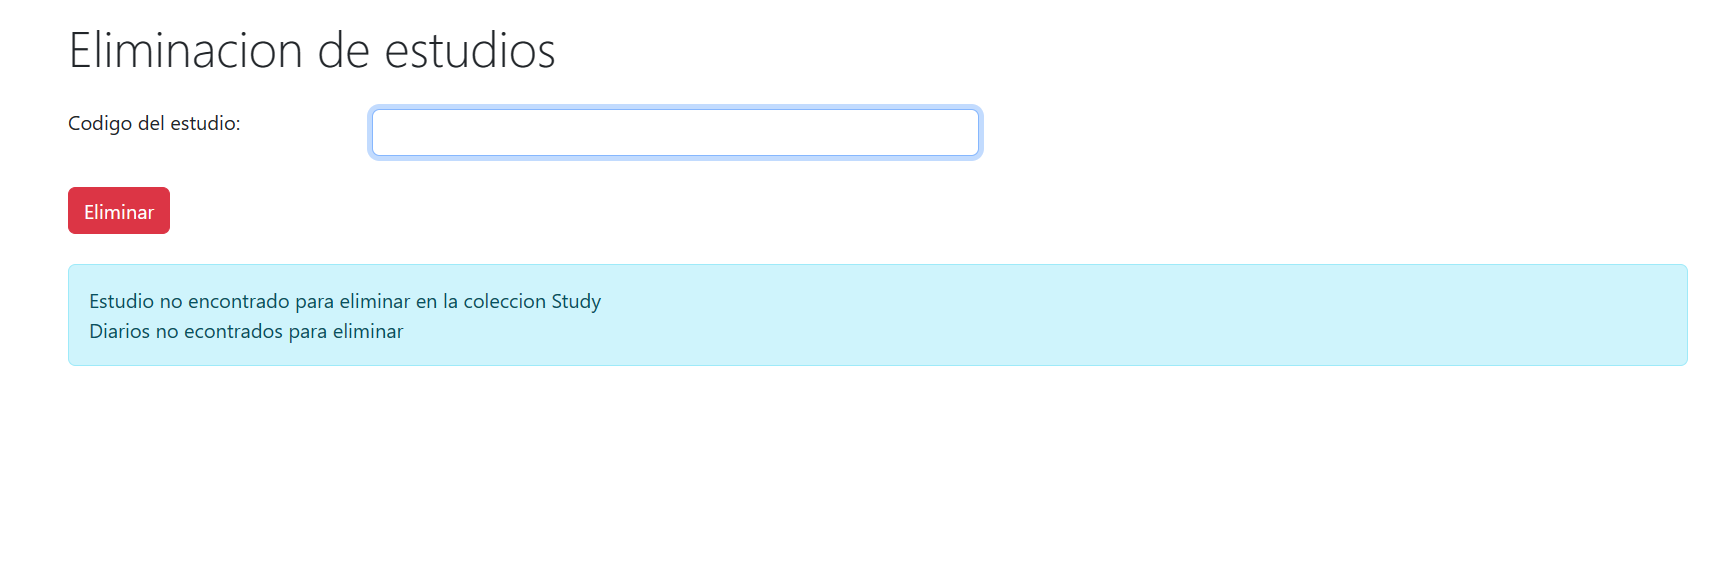 Eliminacion de estudios
Codigo del estudio:
Eliminar
Estudio no encontrado para eliminar en la coleccion Study
Diarios no econtrados para eliminar